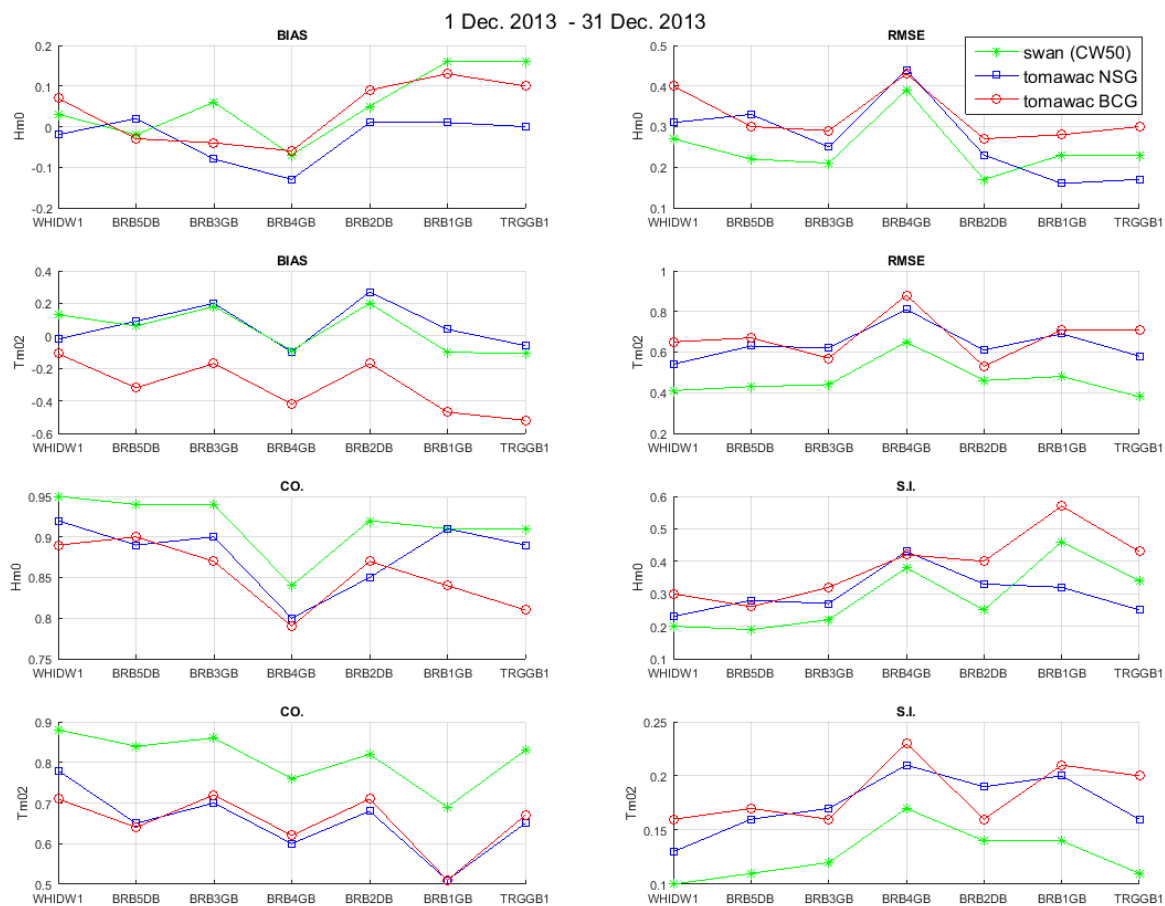 1 Dec. 2013 - 31 Dec. 2013
BIAS
0.2
0.1
0
-0.1
-0.2
Hm0
WHIDW1 BRB5DB BRB3GB BRB4GB BRB2DB BRB1GB TRGGB1
RMSE
0.5
0.4
0.3
0.2
0.1
Hm0
WHIDW1 BRB5DB BRB3GB BRB4GB BRB2DB BRB1GB TRGGB1
swan (CW50)
tomawac NSG
tomawac BCG
BIAS
0.4
0.2
0
-0.2
-0.4
-0.6
Tm02
WHIDW1 BRB5DB BRB3GB BRB4GB BRB2DB BRB1GB TRGGB1
RMSE
1
0.8
0.6
0.4
0.2
Tm02
WHIDW1 BRB5DB BRB3GB BRB4GB BRB2DB BRB1GB TRGGB1
CO.
0.95
0.9
0.85
0.8
0.75
Hm0
WHIDW1 BRB5DB BRB3GB BRB4GB BRB2DB BRB1GB TRGGB1
S.I.
0.6
0.5
0.4
0.3
0.2
0.1
Hm0
WHIDW1 BRB5DB BRB3GB BRB4GB BRB2DB BRB1GB TRGGB1
CO.
0.9
0.8
0.7
0.6
0.5
Tm02
WHIDW1 BRB5DB BRB3GB BRB4GB BRB2DB BRB1GB TRGGB1
S.I.
0.25
0.2
0.15
0.1
Tm02
WHIDW1 BRB5DB BRB3GB BRB4GB BRB2DB BRB1GB TRGGB1